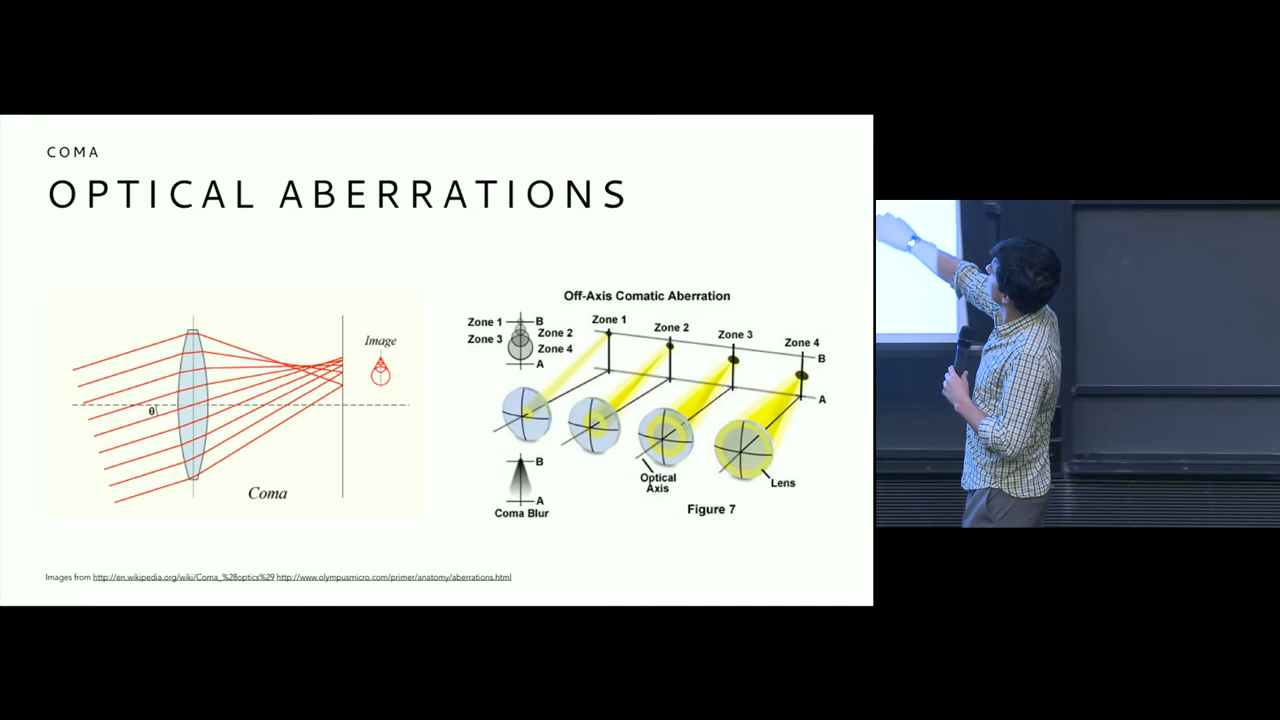 COMA
OPTICAL ABERRATIONS
θ
Coma
Image
Off-Axis Comatic Aberration
Zone 1
B
Zone 2
Zone 3
Zone 4
A
Zone 1
Zone 2
Zone 3
Zone 4
B
A
B
A
Coma Blur
Optical
Axis
Lens
Figure 7
Images from http://en.wikipedia.org/wiki/Coma_%28optics%29 http://www.olympusmicro.com/primer/anatomy/aberrations.html